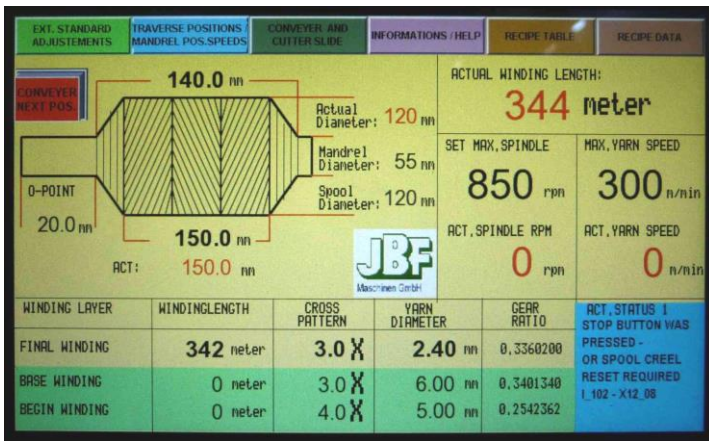 EXT. STANDARD
ADJUSTEMENTS
TRAVERSE POSITIONS /
MANDREL POS.SPEEDS
CONVEYER AND
CUTTER SLIDE
INFORMATIONS /HELP
RECIPE TABLE
RECIPE DATA
CONVEYER
NEXT POS.
140.0 mm
Actual
Diameter: 120 mm
Mandrel
Diameter: 55 mm
Spool
Diameter: 120 mm
0-POINT
20.0 mm
150.0 mm
ACT: 150.0 mm
JBF
Maschinen GmbH
ACTUAL WINDING LENGTH:
344 meter
SET MAX,SPINDLE
850 rpm
MAX,YARN SPEED
300 m/min
ACT,SPINDLE RPM
0 rpm
ACT,YARN SPEED
0 m/min
WINDING LAYER WINDINGLENGTH CROSS PATTERN YARN DIAMETER GEAR RATIO
FINAL WINDING 342 meter 3.0 X 2.40 mm 0,3360200
BASE WINDING 0 meter 3.0 X 6.00 mm 0,3401340
BEGIN WINDING 0 meter 4.0 X 5.00 mm 0,2542362
ACT,STATUS 1
STOP BUTTON WAS
PRESSED -
OR SPOOL CREEL
RESET REQUIRED
I_102 - X12_08